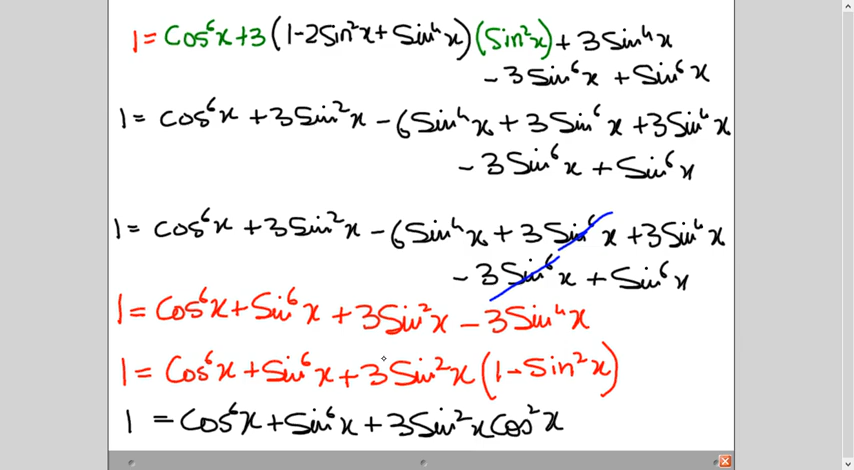 1 = Cos⁶x + 3 (1 - 2Sin²x + Sin⁴x) (Sin²x) + 3Sin⁴x
- 3Sin⁶x + Sin⁶x
1 = cos⁶x + 3Sin²x - 6Sin⁴x + 3Sin⁶x + 3Sin⁴x
- 3Sin⁶x + Sin⁶x
1 = cos⁶x + 3Sin²x - 6Sin⁴x + 3Sin⁶x + 3Sin⁴x
- 3Sin⁶x + Sin⁶x
1 = Cos⁶x + Sin⁶x + 3Sin²x - 3Sin⁴x
1 = Cos⁶x + Sin⁶x + 3Sin²x (1 - Sin²x)
1 = Cos⁶x + Sin⁶x + 3Sin²x Cos²x